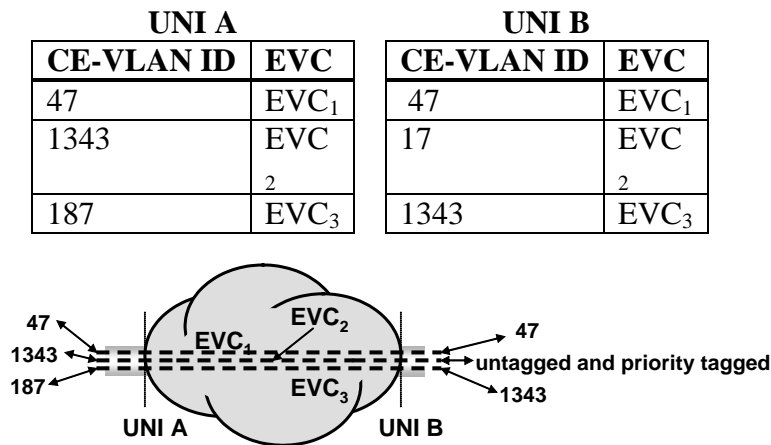 UNI A UNI B
CE-VLAN ID EVC CE-VLAN ID EVC
47 EVC₁ 47 EVC₁
1343 EVC 17 EVC
₂ ₂
187 EVC₃ 1343 EVC₃
47 EVC₁ EVC₂ 47
1343 untagged and priority tagged
187 EVC₃ 1343
UNI A UNI B